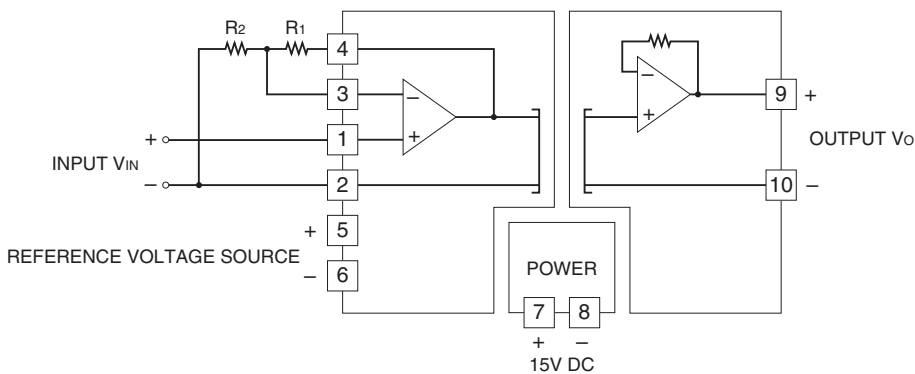 R2 R1
4
3 − − 9 +
+ 1 + + OUTPUT VO
INPUT VIN
− 2 10 −
+ 5
REFERENCE VOLTAGE SOURCE
− 6
POWER
7 8
+ −
15V DC